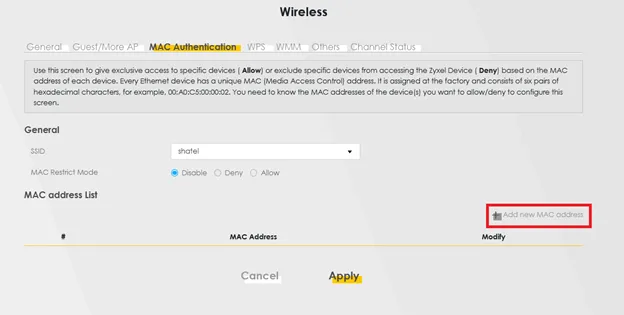 Wireless
General Guest/More AP MAC Authentication WPS WMM Others Channel Status
Use this screen to give exclusive access to specific devices ( Allow) or exclude specific devices from accessing the Zyxel Device ( Deny) based on the MAC
address of each device. Every Ethernet device has a unique MAC (Media Access Control) address. It is assigned at the factory and consists of six pairs of
hexadecimal characters, for example, 00:A0:C5:00:00:02. You need to know the MAC addresses of the device(s) you want to allow/deny to configure this
screen.
General
SSID shatel
MAC Restrict Mode Disable Deny Allow
MAC address List
Add new MAC address
# MAC Address Modify
Cancel Apply